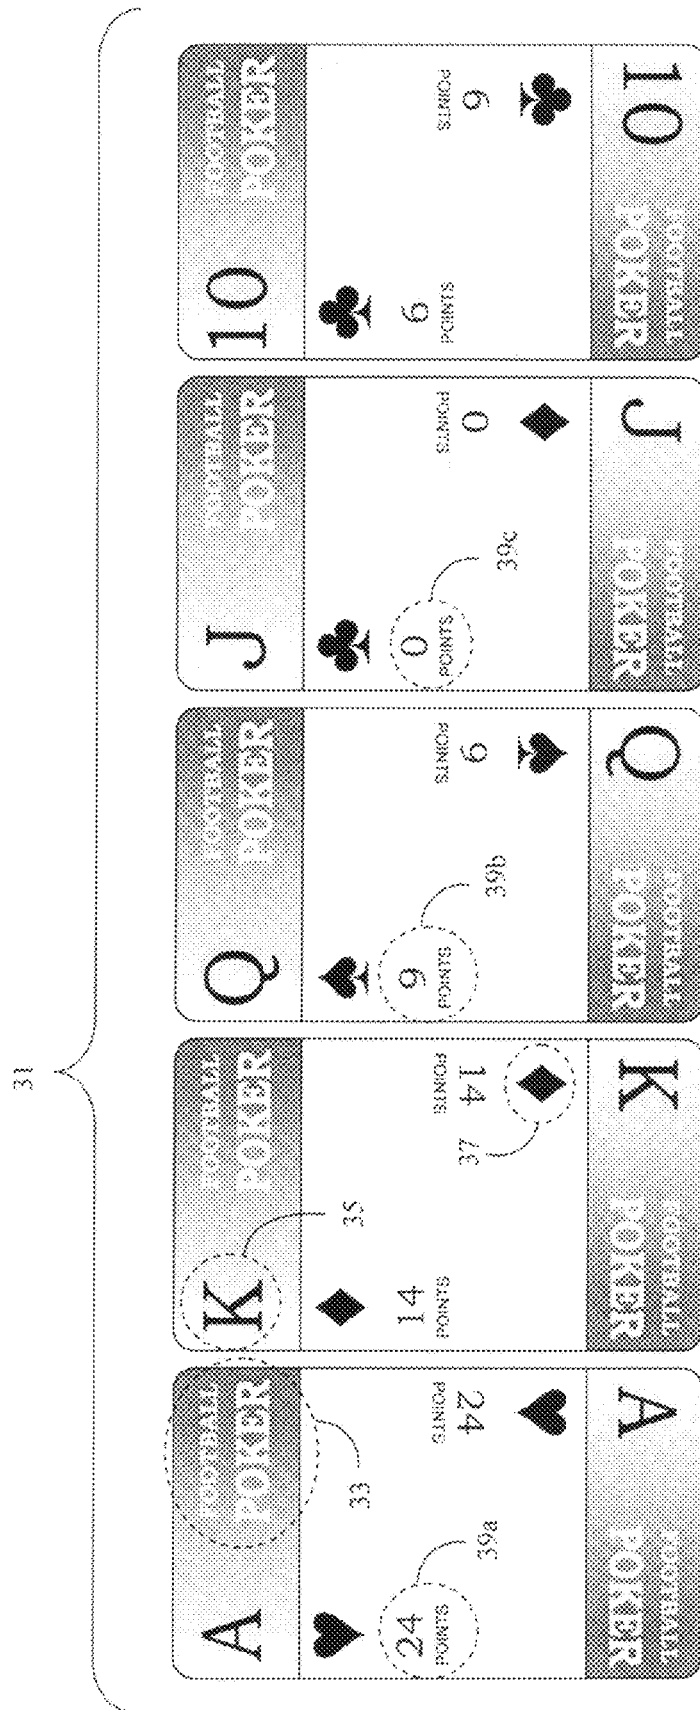 31
A
FOOTBALL
POKER
33
24
POINTS
39a
24
POINTS
A
FOOTBALL
POKER
K
FOOTBALL
POKER
35
14
POINTS
37
14
POINTS
K
FOOTBALL
POKER
Q
FOOTBALL
POKER
9
POINTS
39b
9
POINTS
Q
FOOTBALL
POKER
J
FOOTBALL
POKER
0
POINTS
39c
0
POINTS
J
FOOTBALL
POKER
10
FOOTBALL
POKER
6
POINTS
6
POINTS
10
FOOTBALL
POKER